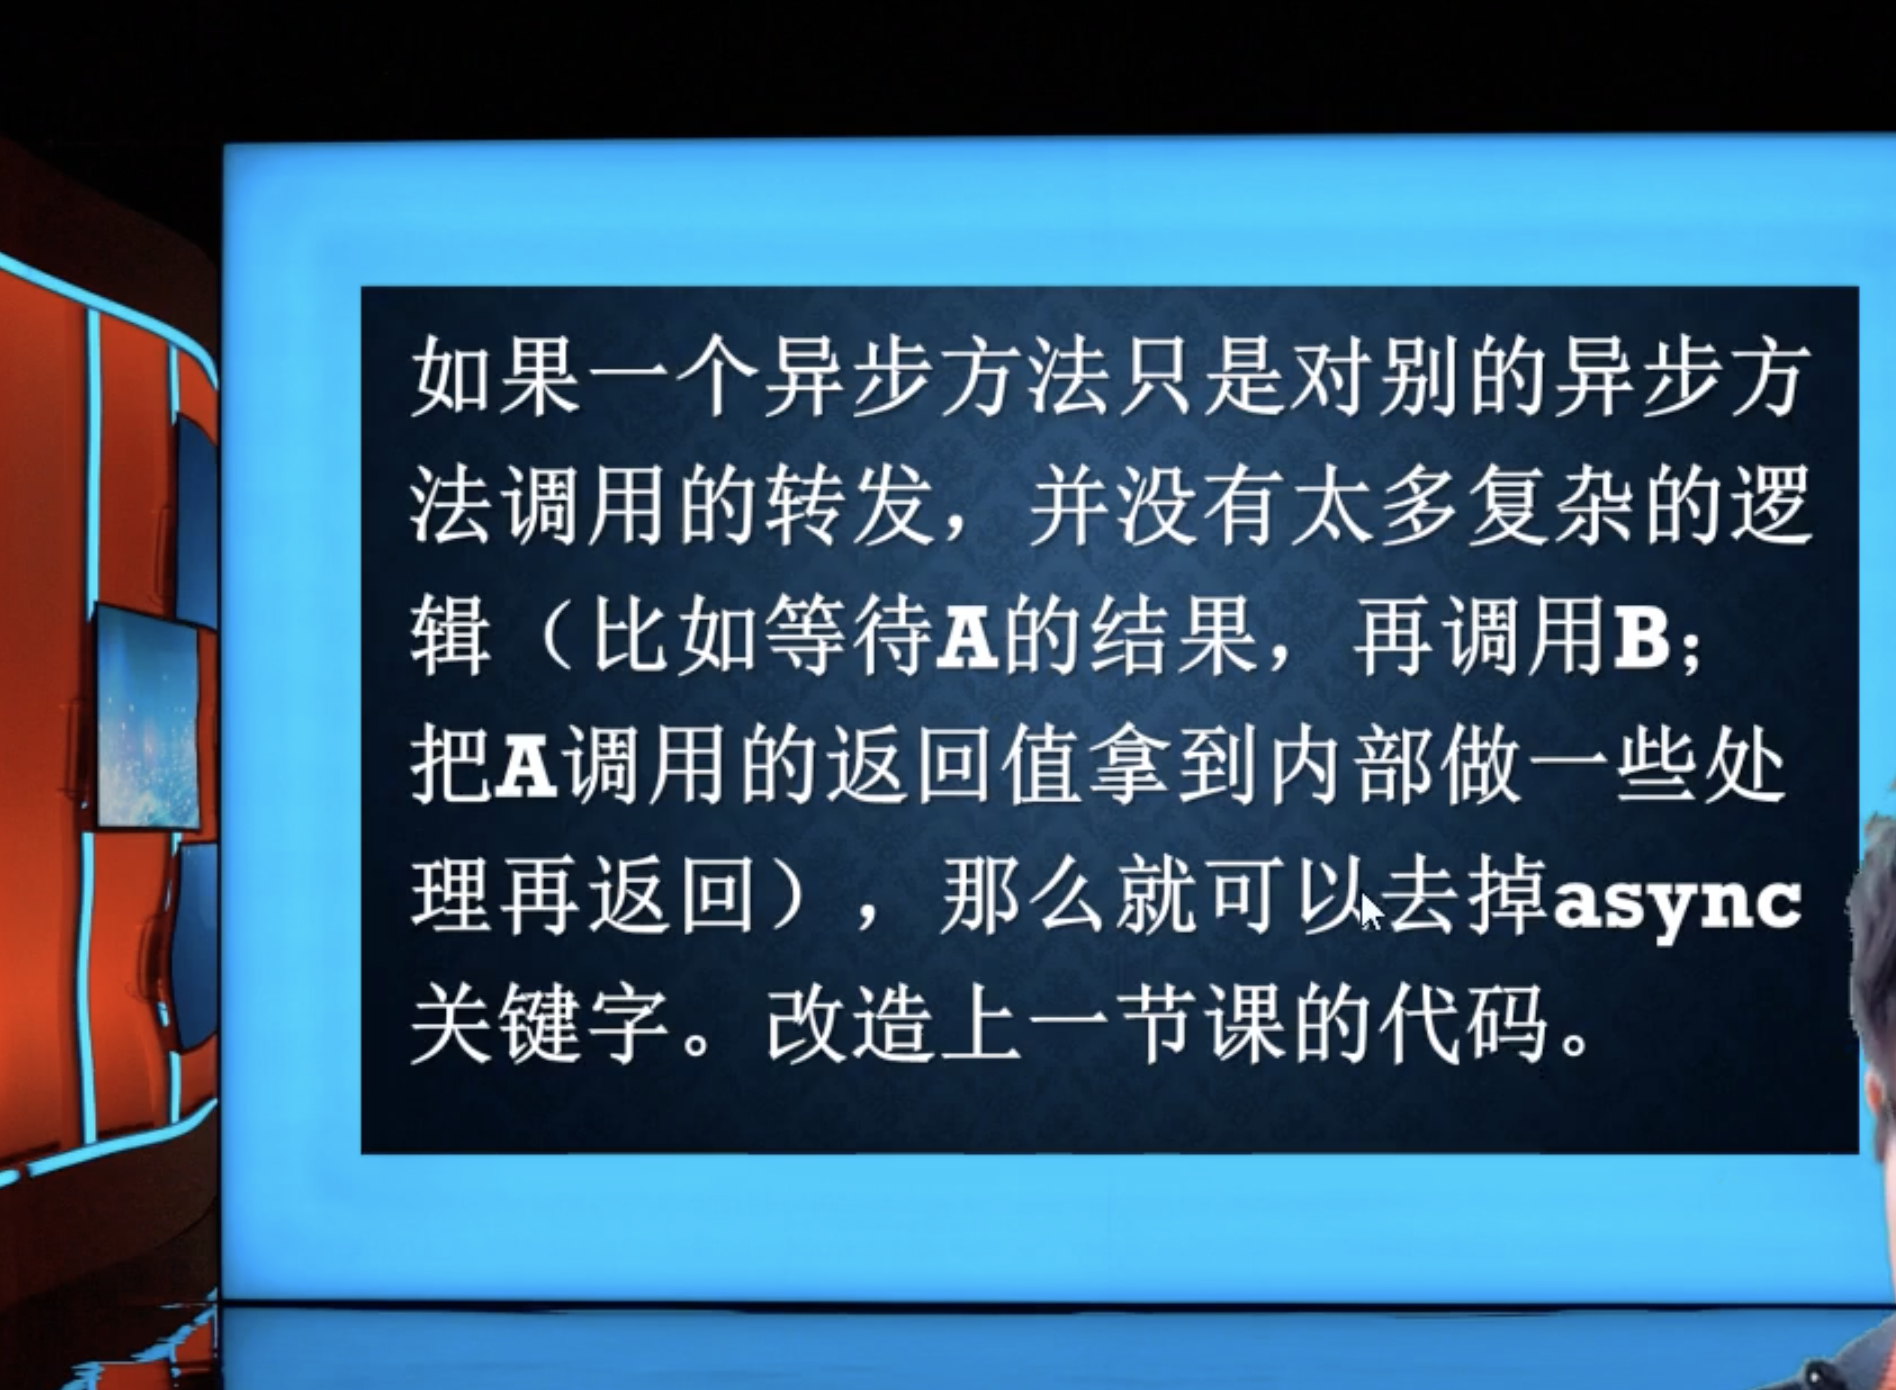 如果一个异步方法只是对别的异步方
法调用的转发，并没有太多复杂的逻
辑（比如等待A的结果，再调用B；
把A调用的返回值拿到内部做一些处
理再返回），那么就可以去掉async
关键字。改造上一节课的代码。